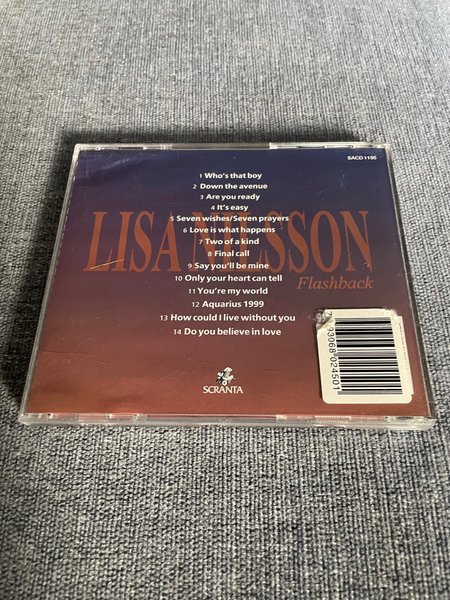 SACD 1195
1 Who's that boy
2 Down the avenue
3 Are you ready
4 It's easy
5 Seven wishes/Seven prayers
6 Love is what happens
7 Two of a kind
8 Final call
9 Say you'll be mine
10 Only your heart can tell
11 You're my world
12 Aquarius 1999
13 How could I live without you
14 Do you believe in love
LISA NILSSON
Flashback
SCRANTA
93068 024501